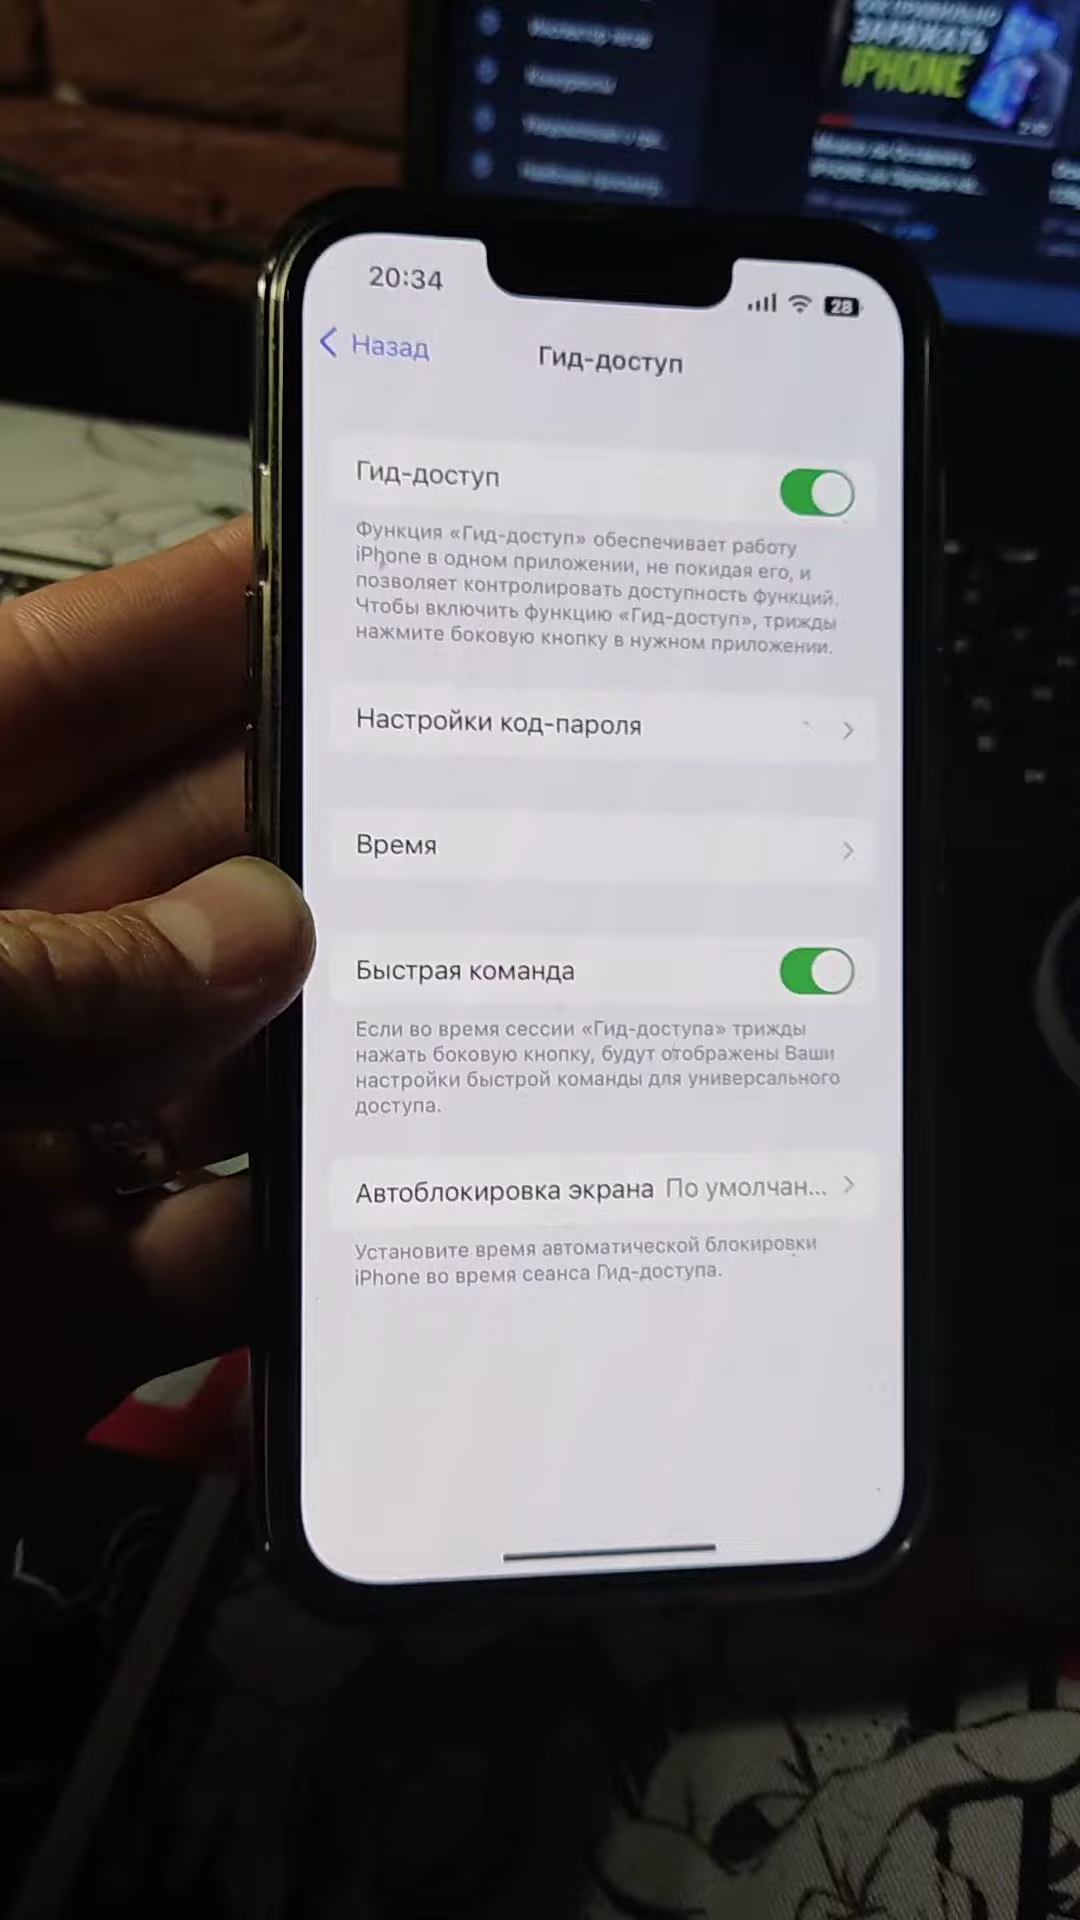 ЗАРЯЖАТЬ
IPHONE
20:34
28
Назад
Гид-доступ
Гид-доступ
Функция «Гид-доступ» обеспечивает работу
iPhone в одном приложении, не покидая его, и
позволяет контролировать доступность функций.
Чтобы включить функцию «Гид-доступ», трижды
нажмите боковую кнопку в нужном приложении.
Настройки код-пароля
Время
Быстрая команда
Если во время сессии «Гид-доступа» трижды
нажать боковую кнопку, будут отображены Ваши
настройки быстрой команды для универсального
доступа.
Автоблокировка экрана По умолчан...
Установите время автоматической блокировки
iPhone во время сеанса Гид-доступа.